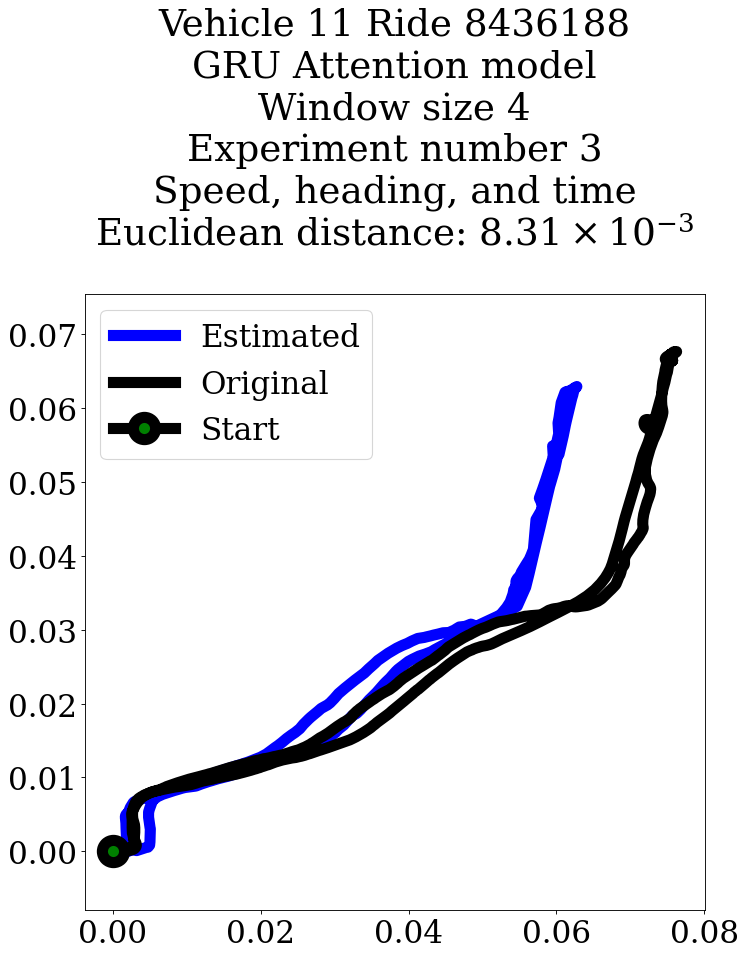 Vehicle 11 Ride 8436188
GRU Attention model
Window size 4
Experiment number 3
Speed, heading, and time
Euclidean distance: 8.31 × 10⁻³
Estimated
Original
Start
0.07
0.06
0.05
0.04
0.03
0.02
0.01
0.00
0.00 0.02 0.04 0.06 0.08